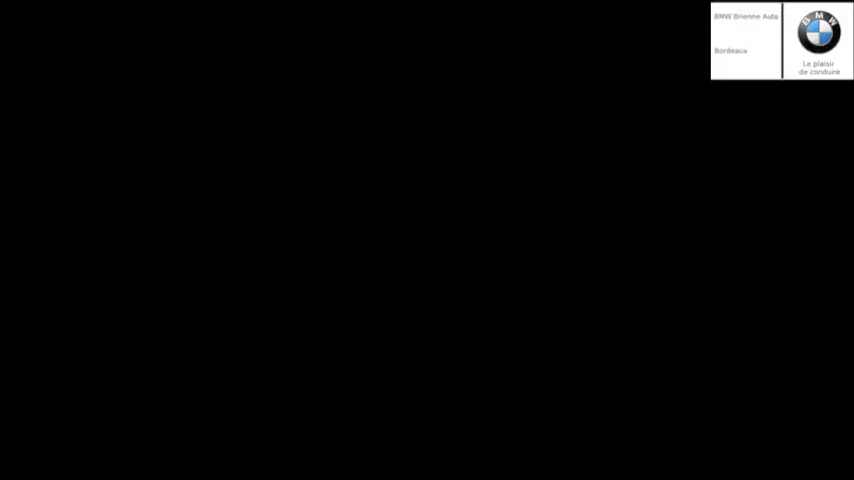 BMW Brienne Auto
Bordeaux
BMW
Le plaisir
de conduire